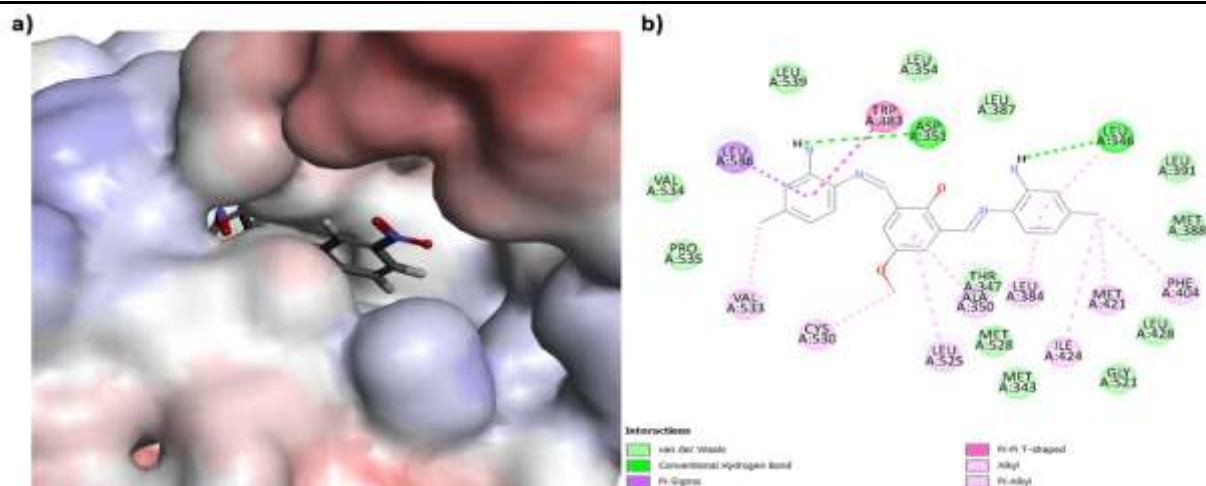 a)
b)
LEU
A:539
LEU
A:354
LEU
A:387
TRP
A:383
ASP
A:351
LEU
A:346
LEU
A:391
LEU
A:536
H
N
H
N
N
N
O
O
VAL
A:534
MET
A:388
PRO
A:535
VAL
A:533
CYS
A:530
THR
A:347
ALA
A:350
LEU
A:384
MET
A:421
PHE
A:404
LEU
A:428
LEU
A:525
MET
A:528
MET
A:343
ILE
A:424
GLY
A:521
Interactions
van der Waals
Conventional Hydrogen Bond
Pi-Sigma
Pi-Pi T-shaped
Alkyl
Pi-Alkyl